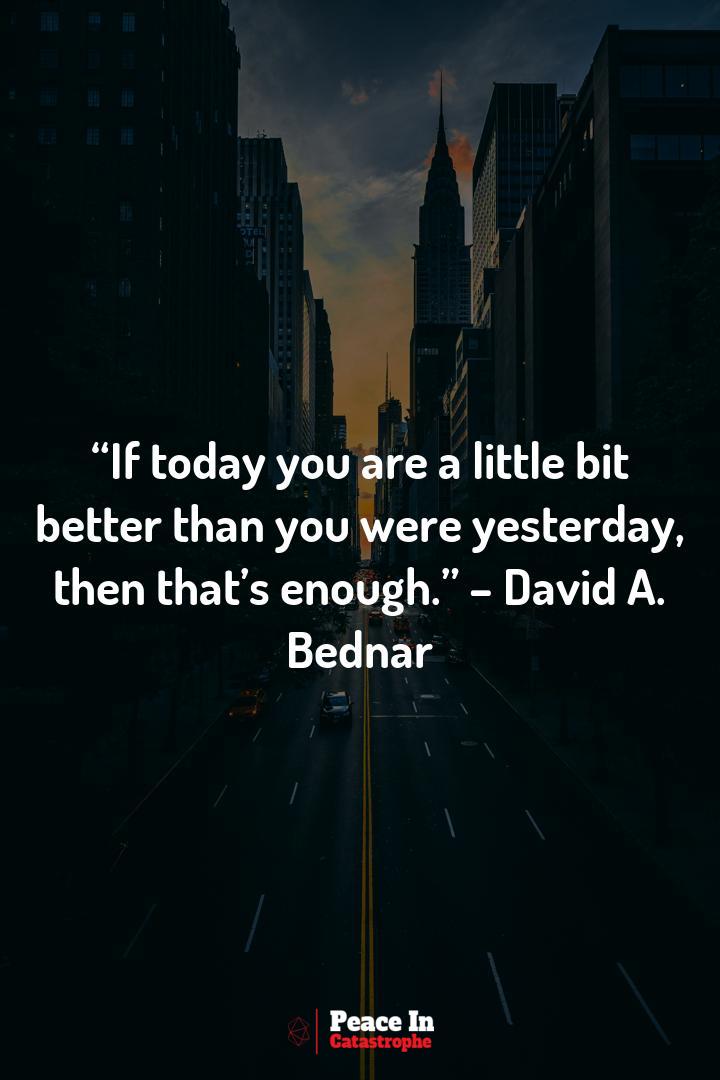 OTEL
“If today you are a little bit
better than you were yesterday,
then that’s enough.” – David A.
Bednar
Peace In
Catastrophe